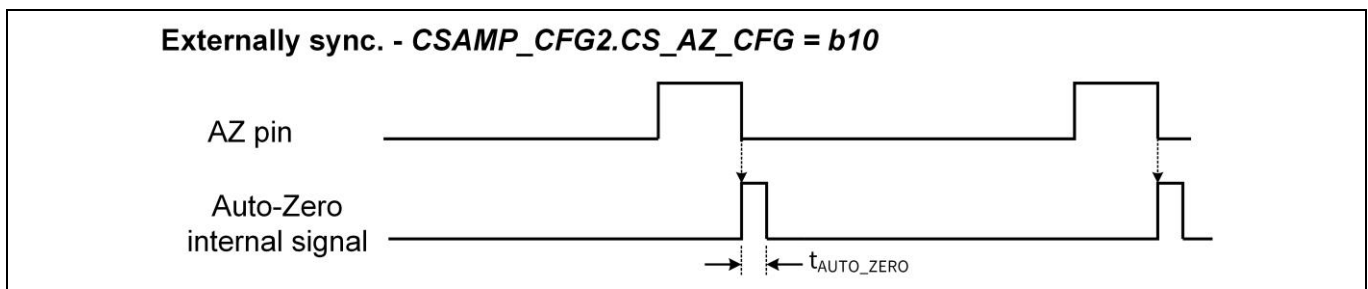 Externally sync. - CSAMP_CFG2.CS_AZ_CFG = b10
AZ pin
Auto-Zero
internal signal
tAUTO_ZERO